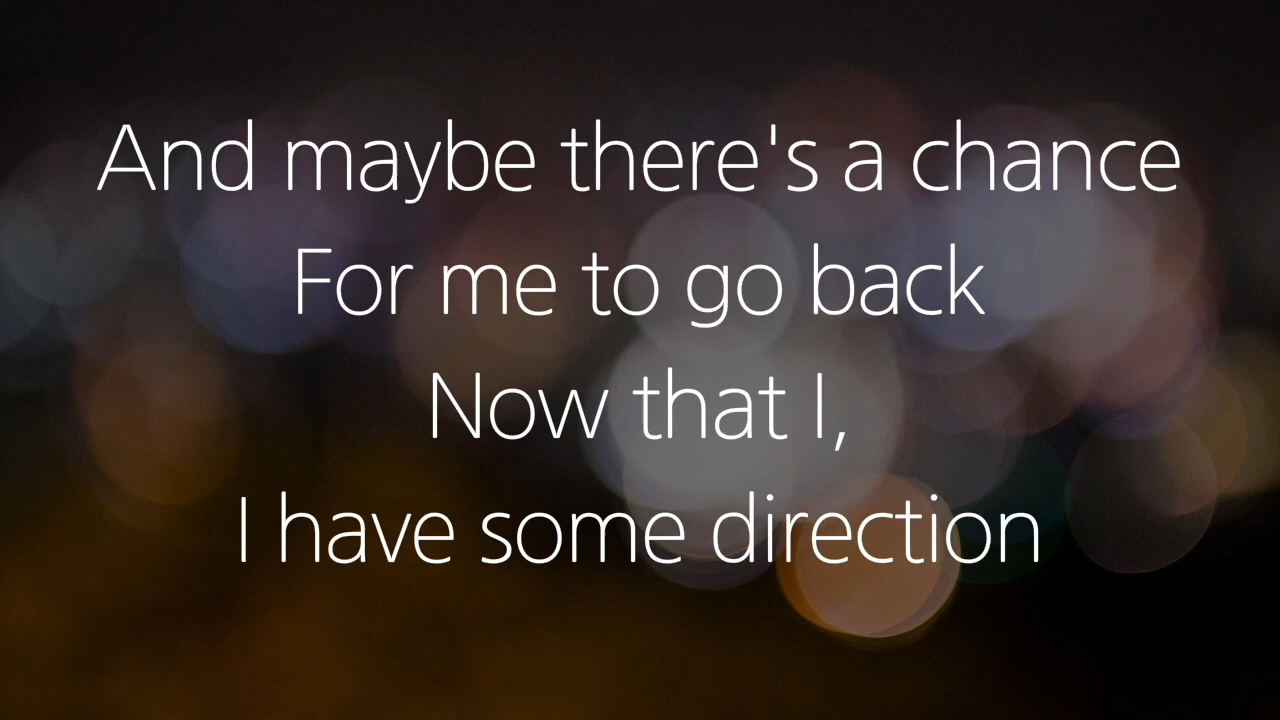 And maybe there's a chance
For me to go back
Now that I,
I have some direction